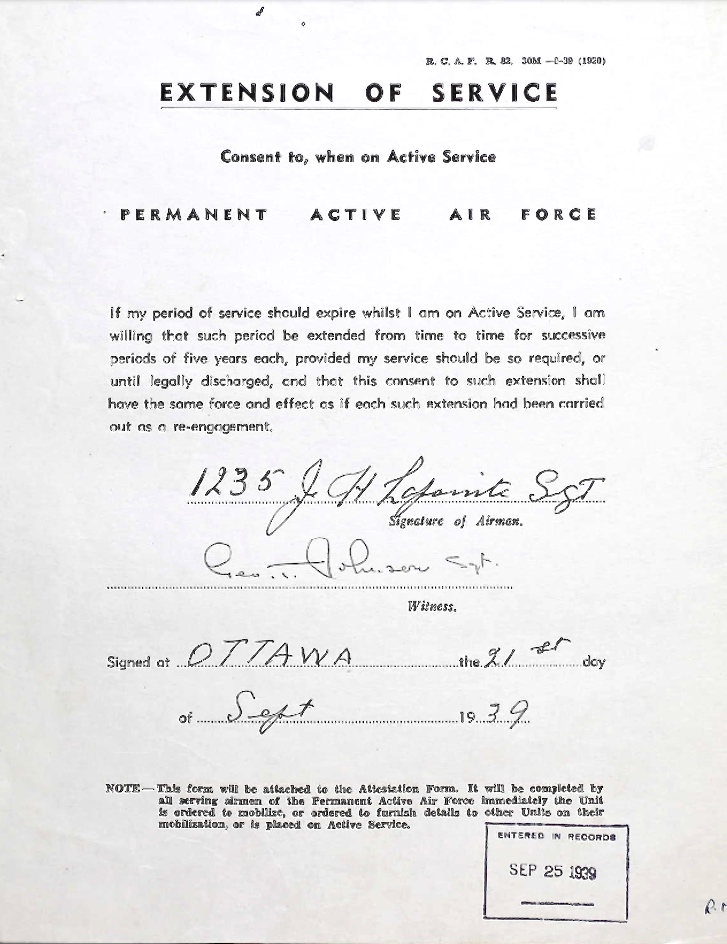 R. C. A. F. R. 82. 30M —9-39 (1920)
EXTENSION OF SERVICE
Consent to, when on Active Service
PERMANENT ACTIVE AIR FORCE
If my period of service should expire whilst I am on Active Service, I am
willing that such period be extended from time to time for successive
periods of five years each, provided my service should be so required, or
until legally discharged, and that this consent to such extension shall
have the same force and effect as if each such extension had been carried
out as a re-engagement.
1235 J H Lapointe Sgt
Signature of Airman.
Geo. T. Johnson Sgt.
Witness.
Signed at OTTAWA the 21st day
of Sept 1939
NOTE—This form will be attached to the Attestation Form. It will be completed by
all serving airmen of the Permanent Active Air Force immediately the Unit
is ordered to mobilize, or ordered to furnish details to other Units on their
mobilization, or is placed on Active Service.
ENTERED IN RECORDS
SEP 25 1939